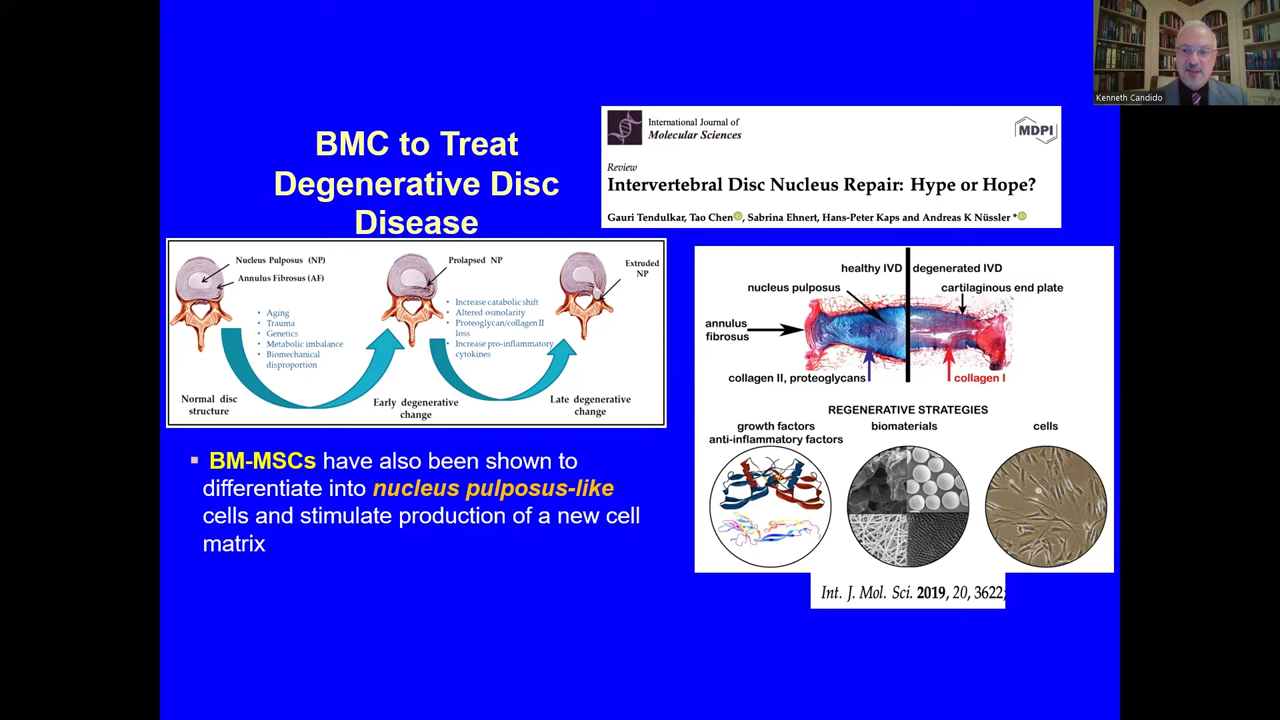 Kenneth Candido
BMC to Treat
Degenerative Disc
Disease
International Journal of
Molecular Sciences
MDPI
Review
Intervertebral Disc Nucleus Repair: Hype or Hope?
Gauri Tendulkar, Tao Chen, Sabrina Ehnert, Hans-Peter Kaps and Andreas K Nüssler *
Nucleus Pulposus (NP)
Annulus Fibrosus (AF)
• Aging
• Trauma
• Genetics
• Metabolic imbalance
• Biomechanical
disproportion
Normal disc
structure
Prolapsed NP
• Increase catabolic shift
• Altered osmolarity
• Proteoglycan/collagen II
loss
• Increase pro-inflammatory
cytokines
Early degenerative
change
Extruded
NP
Late degenerative
change
healthy IVD
degenerated IVD
nucleus pulposus
cartilaginous end plate
annulus
fibrosus
collagen II, proteoglycans
collagen I
REGENERATIVE STRATEGIES
growth factors
anti-inflammatory factors
biomaterials
cells
▪ BM-MSCs have also been shown to
differentiate into nucleus pulposus-like
cells and stimulate production of a new cell
matrix
Int. J. Mol. Sci. 2019, 20, 3622;